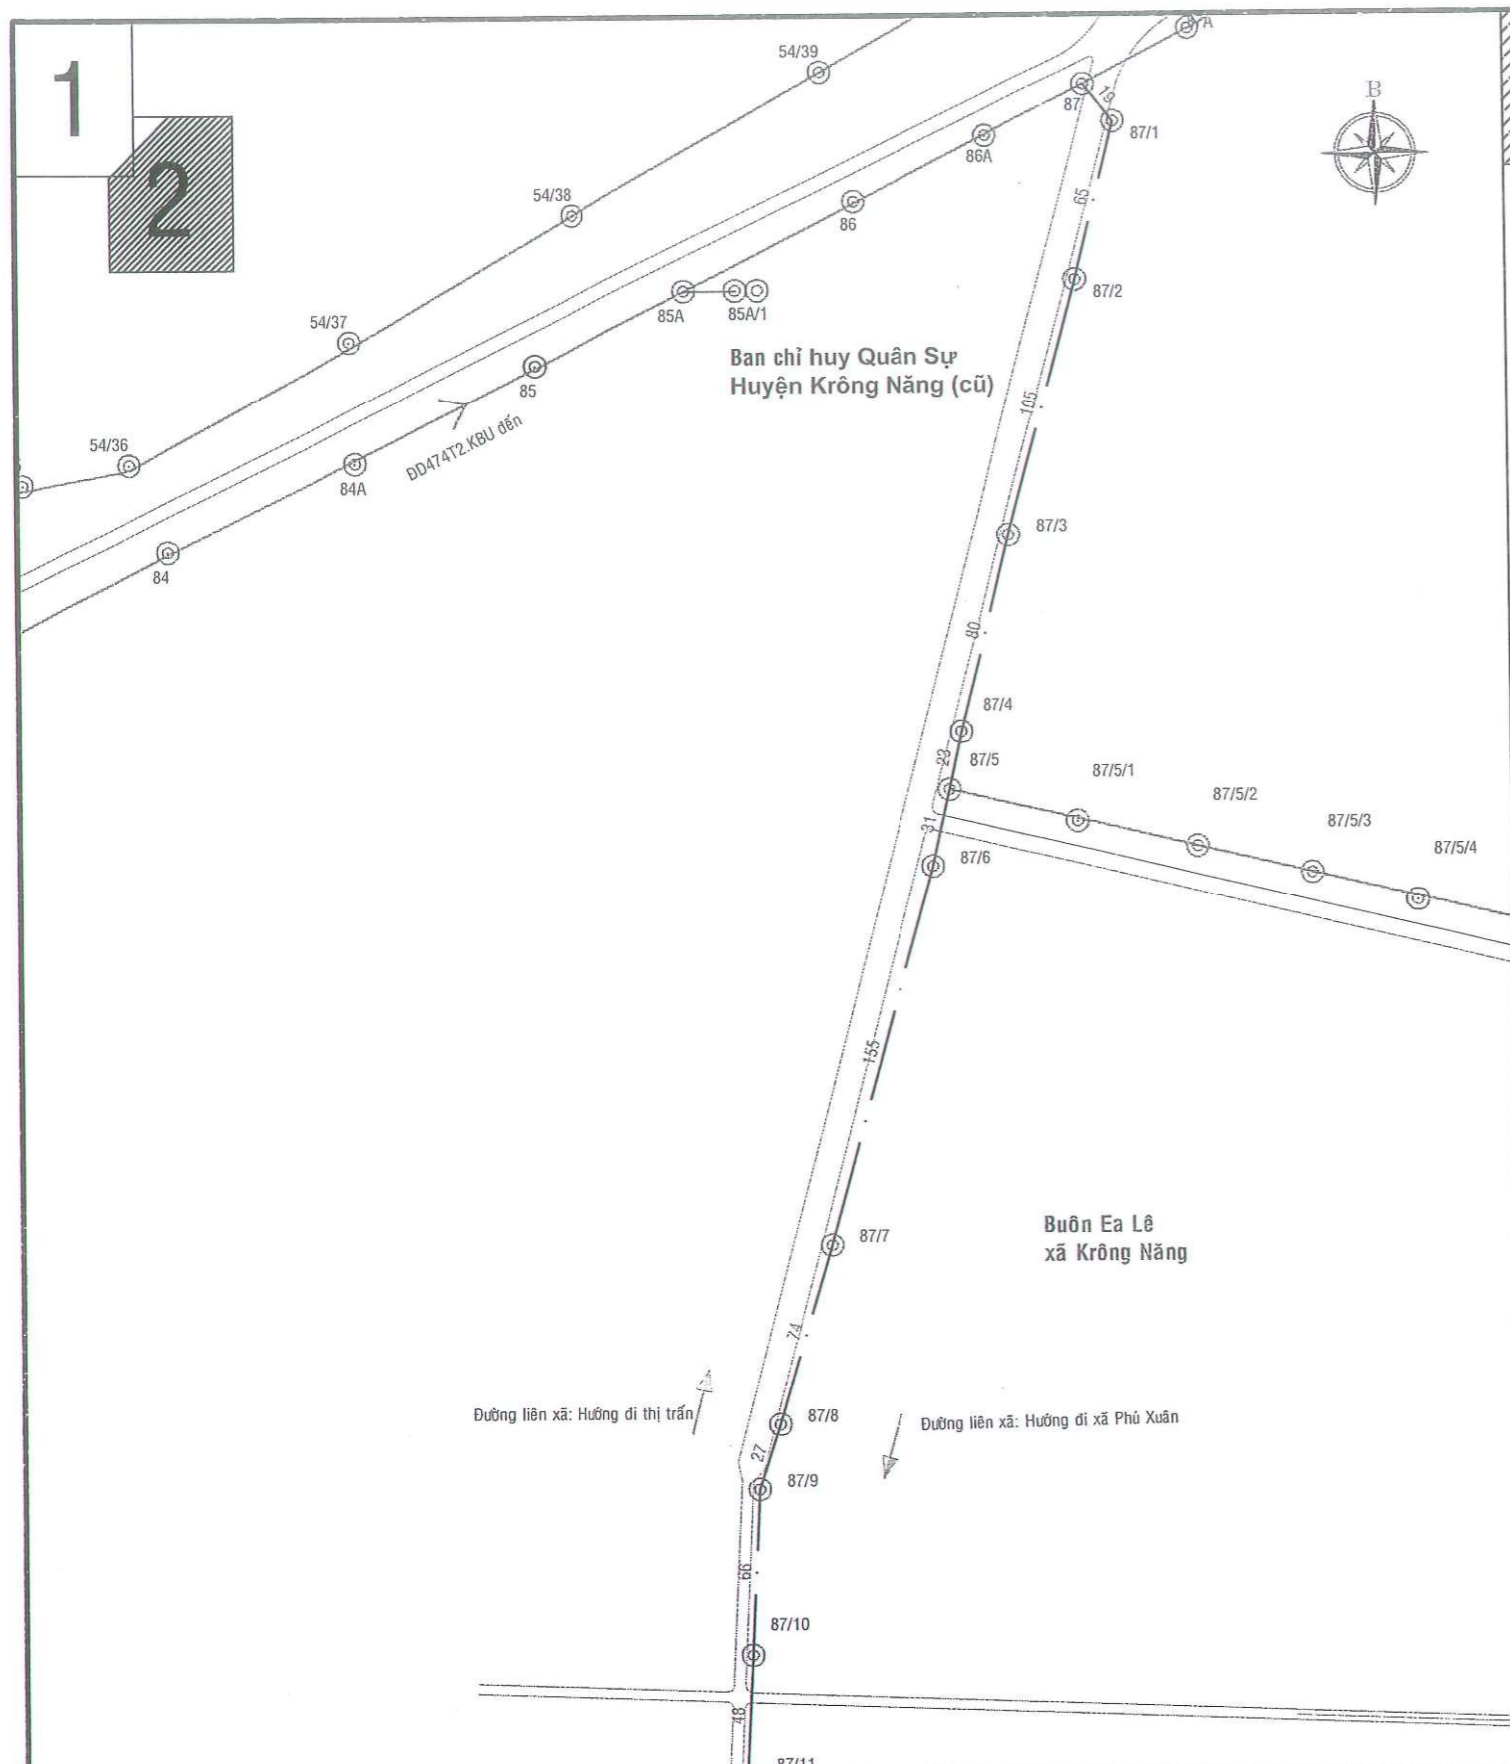 1
2
54/39
A
B
87
19
87/1
86A
65
54/38
86
87/2
85A
85A/1
54/37
85
Ban chỉ huy Quân Sự
Huyện Krông Năng (cũ)
105
54/36
84A
ĐD474T2.KBU đến
84
87/3
80
87/4
23
87/5
87/5/1
87/5/2
87/5/3
87/5/4
31
87/6
155
87/7
Buôn Ea Lê
xã Krông Năng
74
Đường liên xã: Hướng đi thị trấn
87/8
Đường liên xã: Hướng đi xã Phú Xuân
27
87/9
66
87/10
48
87/11